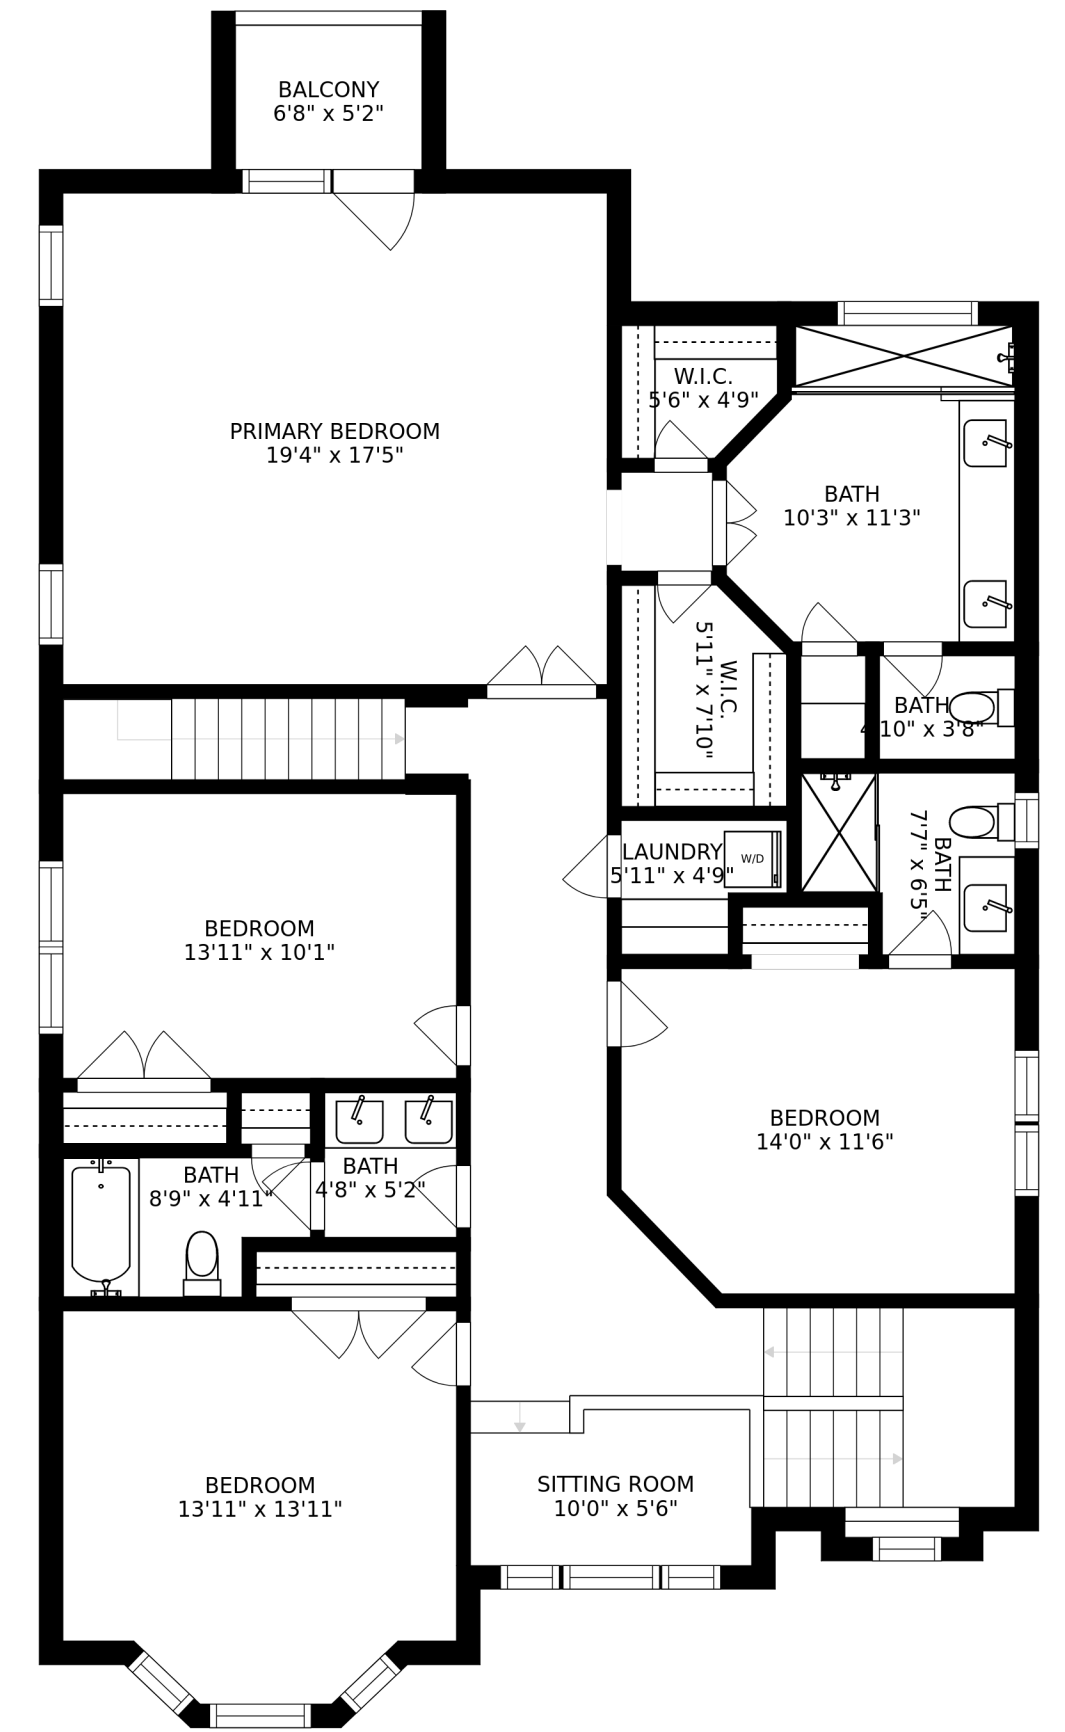 BALCONY
6'8" x 5'2"
PRIMARY BEDROOM
19'4" x 17'5"
W.I.C.
5'6" x 4'9"
BATH
10'3" x 11'3"
W.I.C.
5'11" x 7'10"
BATH
4'10" x 3'8"
LAUNDRY
5'11" x 4'9"
W/D
BATH
7'7" x 6'5"
BEDROOM
13'11" x 10'1"
BEDROOM
14'0" x 11'6"
BATH
8'9" x 4'11"
BATH
4'8" x 5'2"
BEDROOM
13'11" x 13'11"
SITTING ROOM
10'0" x 5'6"